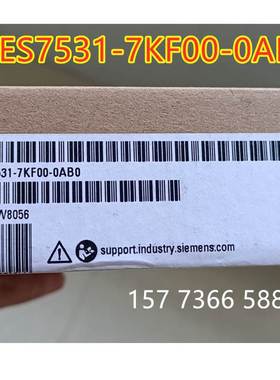 ES7531-7KF00-0AB
531-7KF00-0AB0
V8056
support.industry.siemens.com
157 7366 588